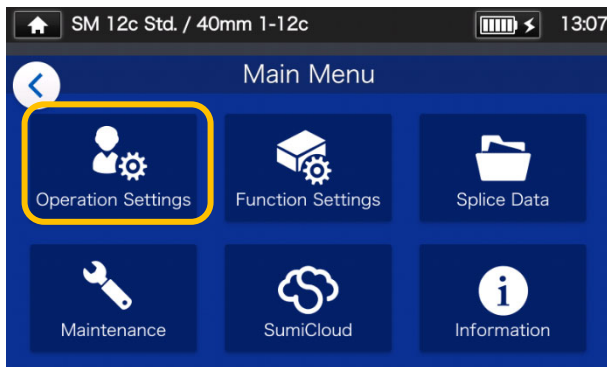 SM 12c Std. / 40mm 1-12c 13:07
Main Menu
Operation Settings Function Settings Splice Data
Maintenance SumiCloud Information